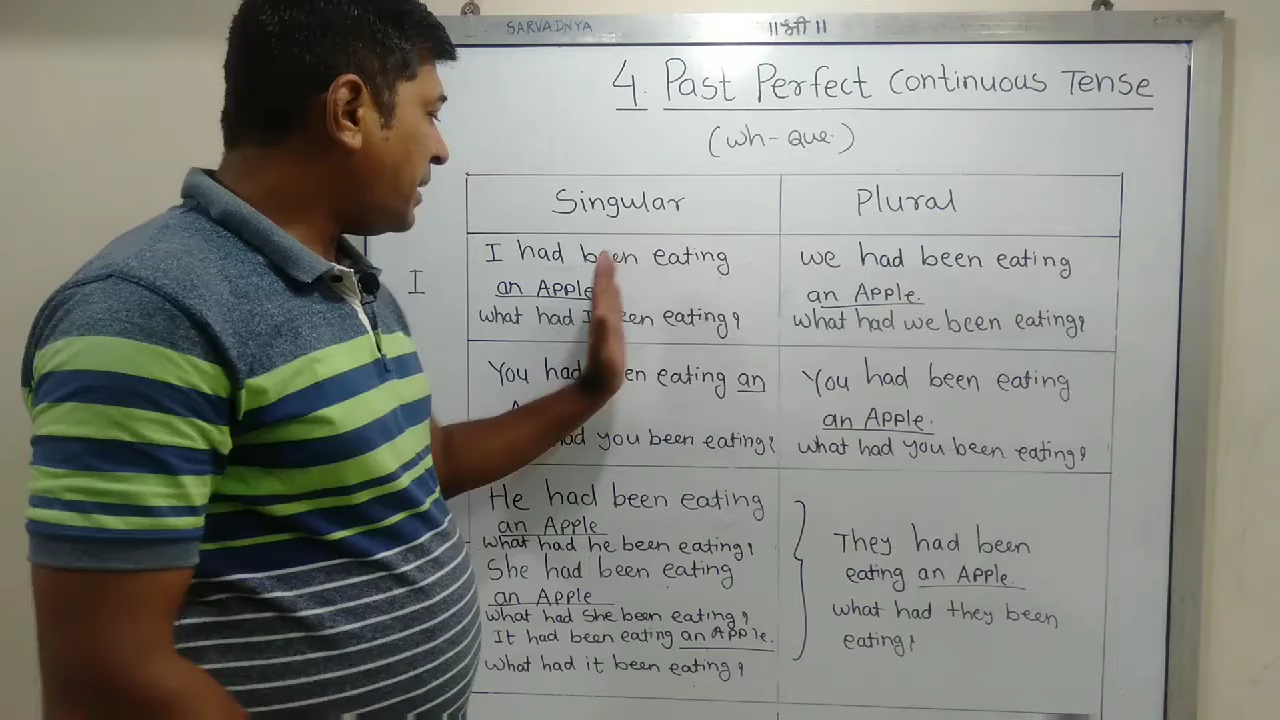 SARVADNYA
॥श्री॥
4. Past Perfect Continuous Tense
(Wh-Que.)
Singular
Plural
I
I had been eating
an Apple
what had I been eating?
we had been eating
an Apple.
what had we been eating?
You had been eating an
had you been eating?
You had been eating
an Apple.
what had you been eating?
He had been eating
an Apple
what had he been eating?
She had been eating
an Apple
what had she been eating?
It had been eating an Apple.
what had it been eating?
They had been
eating an Apple.
what had they been
eating?